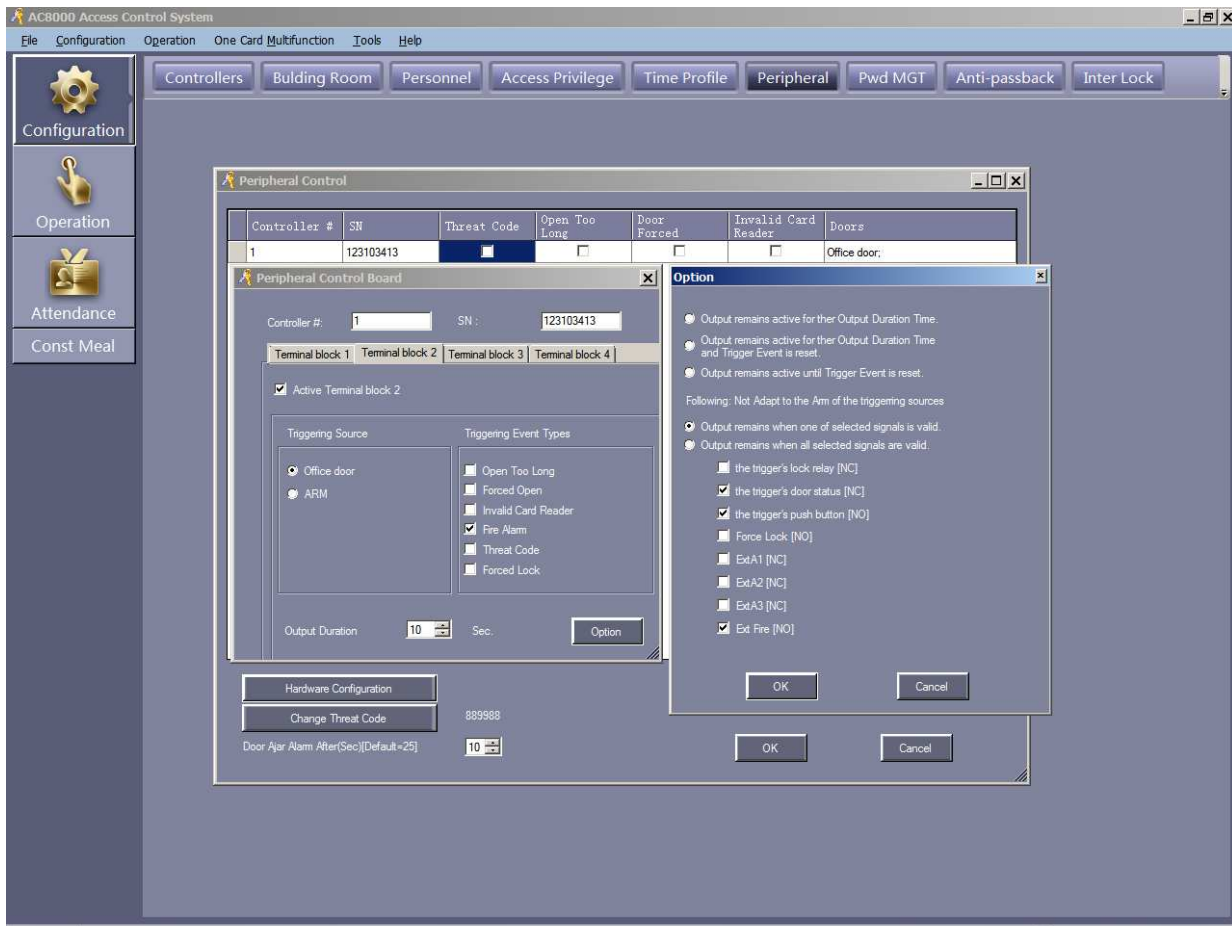 AC8000 Access Control System
File Configuration Operation One Card Multifunction Tools Help
Configuration
Operation
Attendance
Const Meal
Controllers Bulding Room Personnel Access Privilege Time Profile Peripheral Pwd MGT Anti-passback Inter Lock
Peripheral Control
Controller # SN Threat Code Open Too Long Door Forced Invalid Card Reader Doors
1 123103413 Office door;
Peripheral Control Board
Controller #: 1 SN : 123103413
Terminal block 1 Terminal block 2 Terminal block 3 Terminal block 4
Active Terminal block 2
Triggering Source
Office door
ARM
Triggering Event Types
Open Too Long
Forced Open
Invalid Card Reader
Fire Alarm
Threat Code
Forced Lock
Output Duration 10 Sec. Option
Option
Output remains active for ther Output Duration Time.
Output remains active for ther Output Duration Time
and Trigger Event is reset.
Output remains active until Trigger Event is reset.
Following: Not Adapt to the Arm of the triggerring sources
Output remains when one of selected signals is valid.
Output remains when all selected signals are valid.
the trigger's lock relay [NC]
the trigger's door status [NC]
the trigger's push button [NO]
Force Lock [NO]
ExtA1 [NC]
ExtA2 [NC]
ExtA3 [NC]
Ext Fire [NO]
OK Cancel
Hardware Configuration
Change Threat Code 889988
Door Ajar Alarm After(Sec)[Default=25] 10
OK Cancel